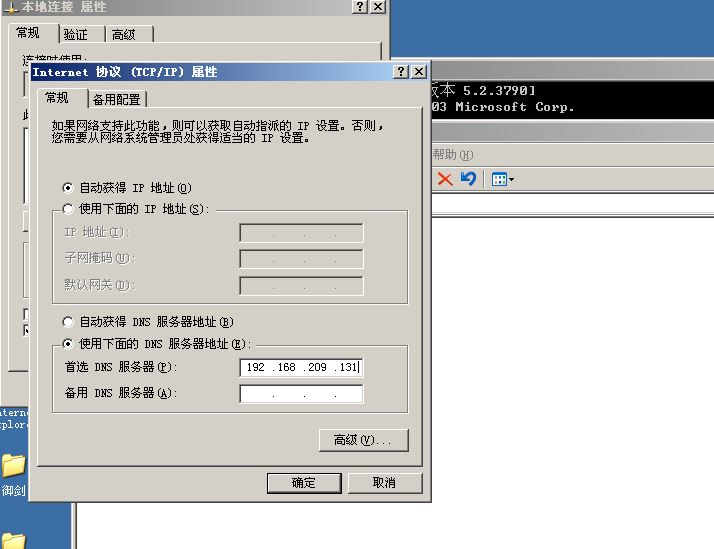 本地连接 属性
常规 验证 高级
连接时使用:
Internet 协议 (TCP/IP) 属性
常规 备用配置
如果网络支持此功能，则可以获取自动指派的 IP 设置。否则，
您需要从网络系统管理员处获得适当的 IP 设置。
自动获得 IP 地址(O)
使用下面的 IP 地址(S):
IP 地址(I):
子网掩码(U):
默认网关(D):
自动获得 DNS 服务器地址(B)
使用下面的 DNS 服务器地址(E):
首选 DNS 服务器(P): 192 .168 .209 .131
备用 DNS 服务器(A):
高级(V)...
确定 取消
版本 5.2.3790]
03 Microsoft Corp.
帮助(H)
御剑